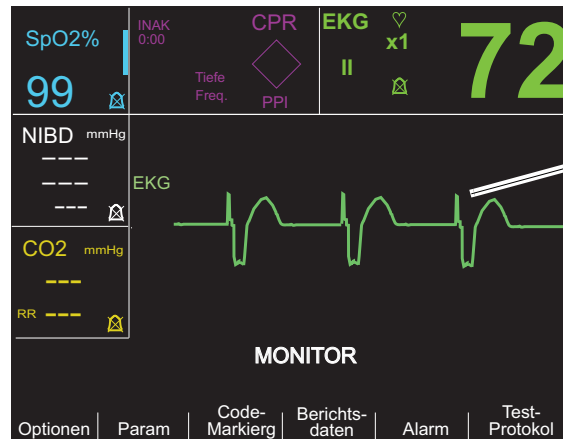 SpO2%
99
INAK
0:00
CPR
Tiefe
Freq.
PPI
EKG
x1
II
72
NIBD mmHg
---
---
---
CO2 mmHg
---
RR ---
EKG
MONITOR
Optionen
Param
Code-
Markierg
Berichts-
daten
Alarm
Test-
Protokol